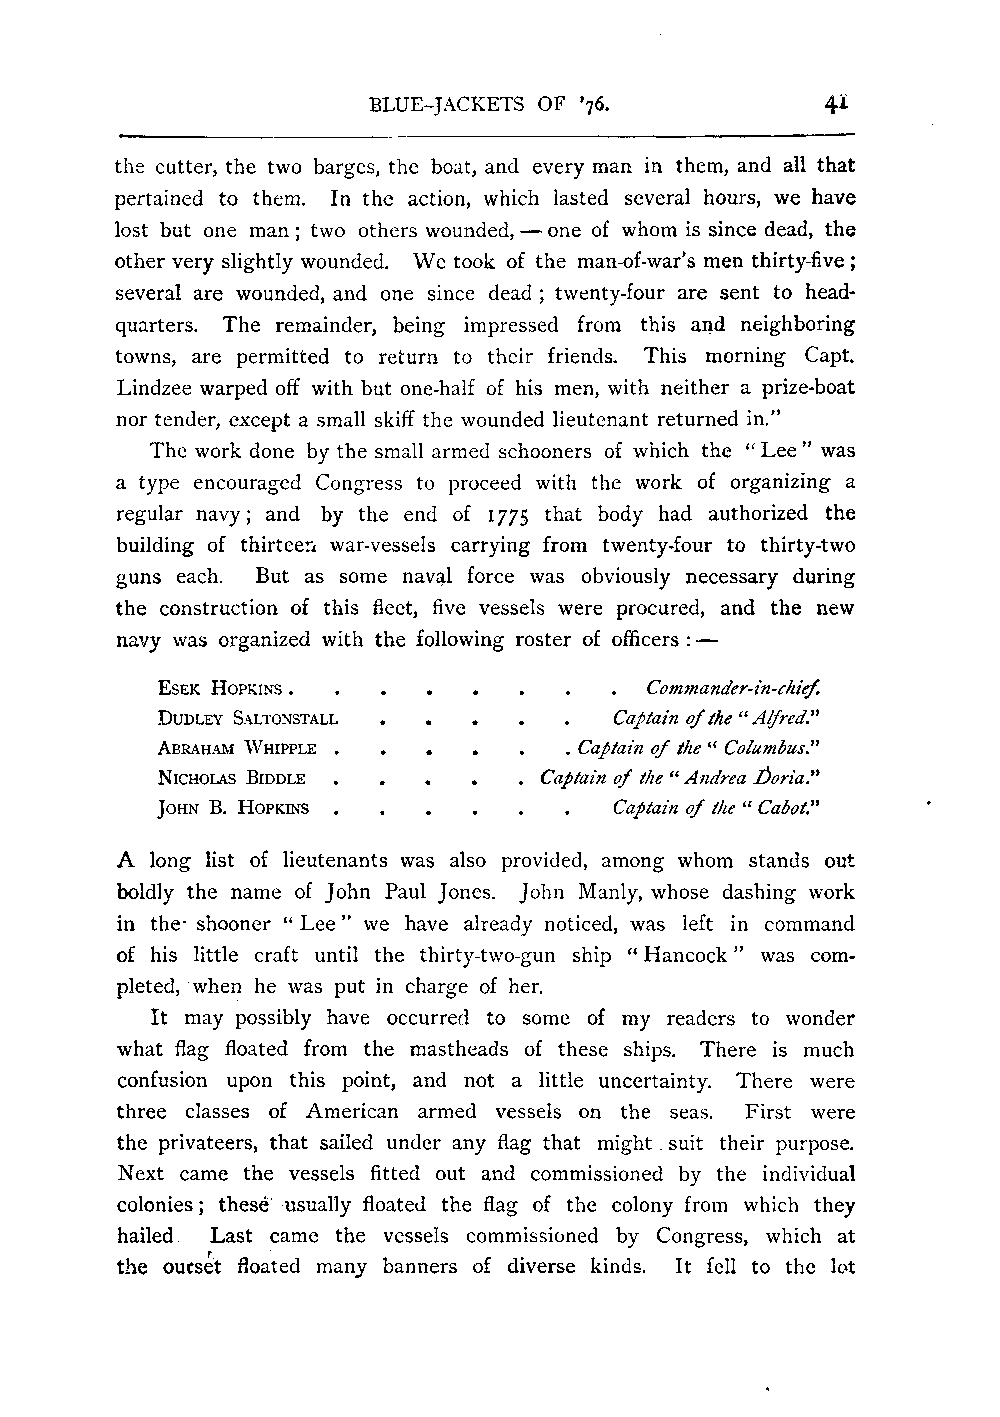 BLUE-JACKETS OF '76. 41
the cutter, the two barges, the boat, and every man in them, and all that
pertained to them. In the action, which lasted several hours, we have
lost but one man; two others wounded, — one of whom is since dead, the
other very slightly wounded. We took of the man-of-war's men thirty-five;
several are wounded, and one since dead; twenty-four are sent to head-
quarters. The remainder, being impressed from this and neighboring
towns, are permitted to return to their friends. This morning Capt.
Lindzee warped off with but one-half of his men, with neither a prize-boat
nor tender, except a small skiff the wounded lieutenant returned in."
The work done by the small armed schooners of which the "Lee" was
a type encouraged Congress to proceed with the work of organizing a
regular navy; and by the end of 1775 that body had authorized the
building of thirteen war-vessels carrying from twenty-four to thirty-two
guns each. But as some naval force was obviously necessary during
the construction of this fleet, five vessels were procured, and the new
navy was organized with the following roster of officers: —
ESEK HOPKINS . . . . . . . . Commander-in-chief.
DUDLEY SALTONSTALL . . . . . Captain of the "Alfred."
ABRAHAM WHIPPLE . . . . . . Captain of the "Columbus."
NICHOLAS BIDDLE . . . . . Captain of the "Andrea Doria."
JOHN B. HOPKINS . . . . . . Captain of the "Cabot."
A long list of lieutenants was also provided, among whom stands out
boldly the name of John Paul Jones. John Manly, whose dashing work
in the shooner "Lee" we have already noticed, was left in command
of his little craft until the thirty-two-gun ship "Hancock" was com-
pleted, when he was put in charge of her.
It may possibly have occurred to some of my readers to wonder
what flag floated from the mastheads of these ships. There is much
confusion upon this point, and not a little uncertainty. There were
three classes of American armed vessels on the seas. First were
the privateers, that sailed under any flag that might suit their purpose.
Next came the vessels fitted out and commissioned by the individual
colonies; these usually floated the flag of the colony from which they
hailed. Last came the vessels commissioned by Congress, which at
the outset floated many banners of diverse kinds. It fell to the lot